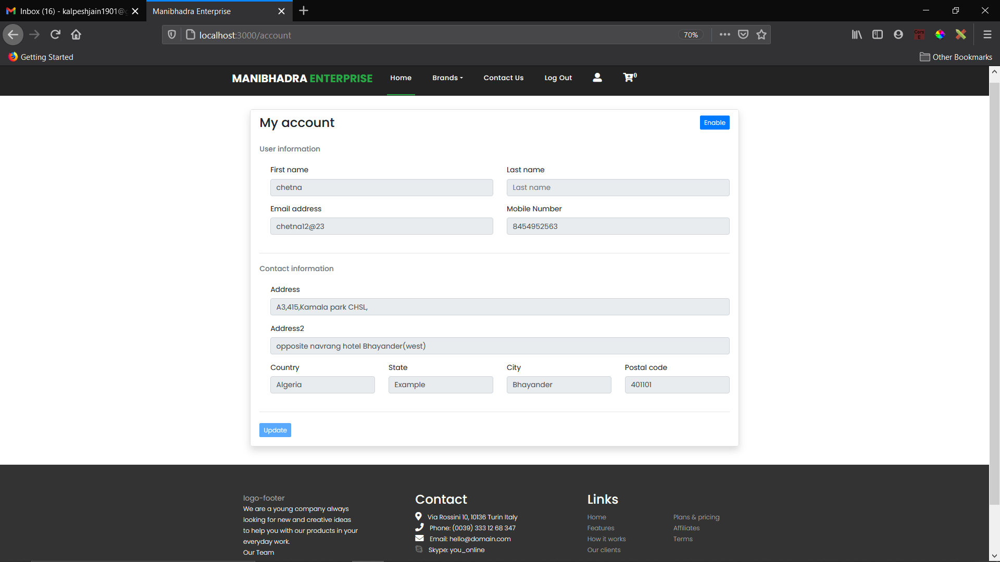 Inbox (16) - kalpeshjain1901@g
Manibhadra Enterprise
localhost:3000/account
70%
Cors
E
Getting Started
Other Bookmarks
MANIBHADRA ENTERPRISE
Home
Brands
Contact Us
Log Out
0
My account
Enable
User information
First name
Last name
chetna
Last name
Email address
Mobile Number
chetna12@23
8454952563
Contact information
Address
A3,415,Kamala park CHSL,
Address2
opposite navrang hotel Bhayander(west)
Country
State
City
Postal code
Algeria
Example
Bhayander
401101
Update
logo-footer
We are a young company always
looking for new and creative ideas
to help you with our products in your
everyday work.
Our Team
Contact
Via Rossini 10, 10136 Turin Italy
Phone: (0039) 333 12 68 347
Email: hello@domain.com
Skype: you_online
Links
Home
Features
How it works
Our clients
Plans & pricing
Affiliates
Terms